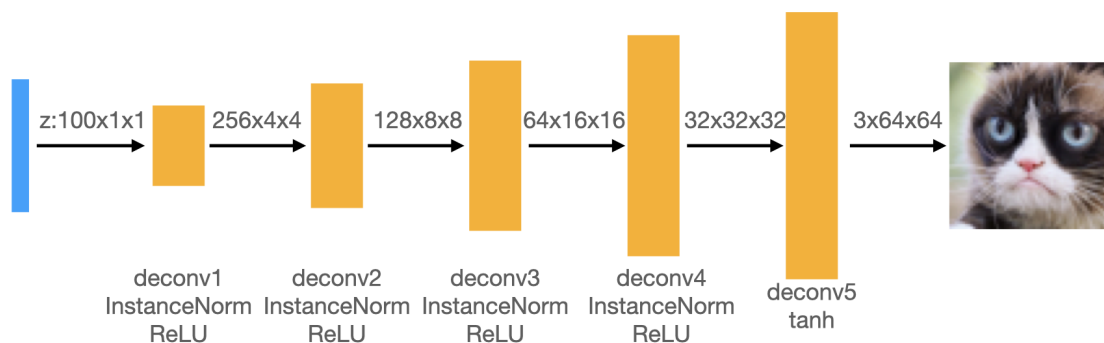 z:100x1x1
256x4x4
128x8x8
64x16x16
32x32x32
3x64x64
deconv1
InstanceNorm
ReLU
deconv2
InstanceNorm
ReLU
deconv3
InstanceNorm
ReLU
deconv4
InstanceNorm
ReLU
deconv5
tanh